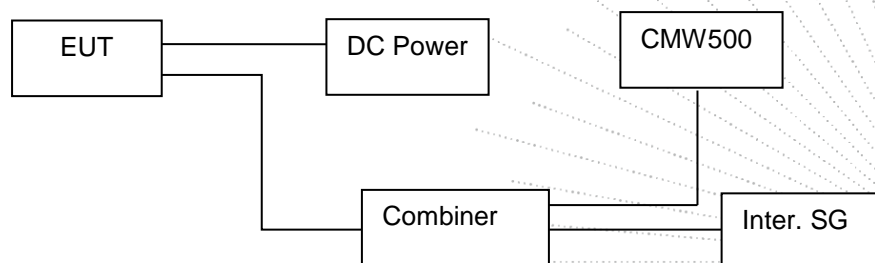 EUT
DC Power
CMW500
Combiner
Inter. SG